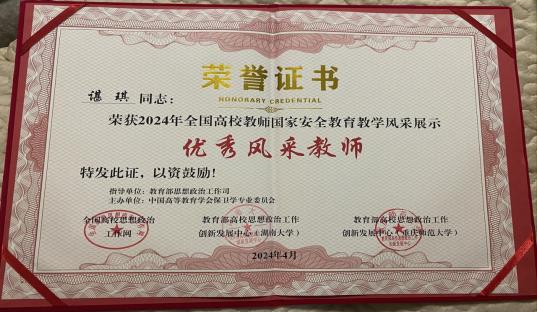 荣誉证书
HONORARY CREDENTIAL
谌琪 同志：
荣获2024年全国高校教师国家安全教育教学风采展示
优秀风采教师
特发此证，以资鼓励！
指导单位：教育部思想政治工作司
主办单位：中国高等教育学会保卫学专业委员会
全国高校思想政治 教育部高校思想政治工作 教育部高校思想政治工作
工作网 创新发展中心（湖南大学） 创新发展中心（重庆师范大学）
2024年4月